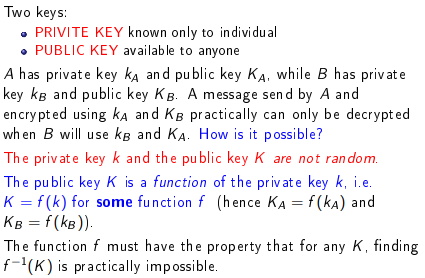 Two keys:
• PRIVITE KEY known only to individual
• PUBLIC KEY available to anyone
A has private key k_A and public key K_A, while B has private
key k_B and public key K_B. A message send by A and
encrypted using k_A and K_B practically can only be decrypted
when B will use k_B and K_A. How is it possible?
The private key k and the public key K are not random.
The public key K is a function of the private key k, i.e.
K = f(k) for some function f (hence K_A = f(k_A) and
K_B = f(k_B)).
The function f must have the property that for any K, finding
f⁻¹(K) is practically impossible.